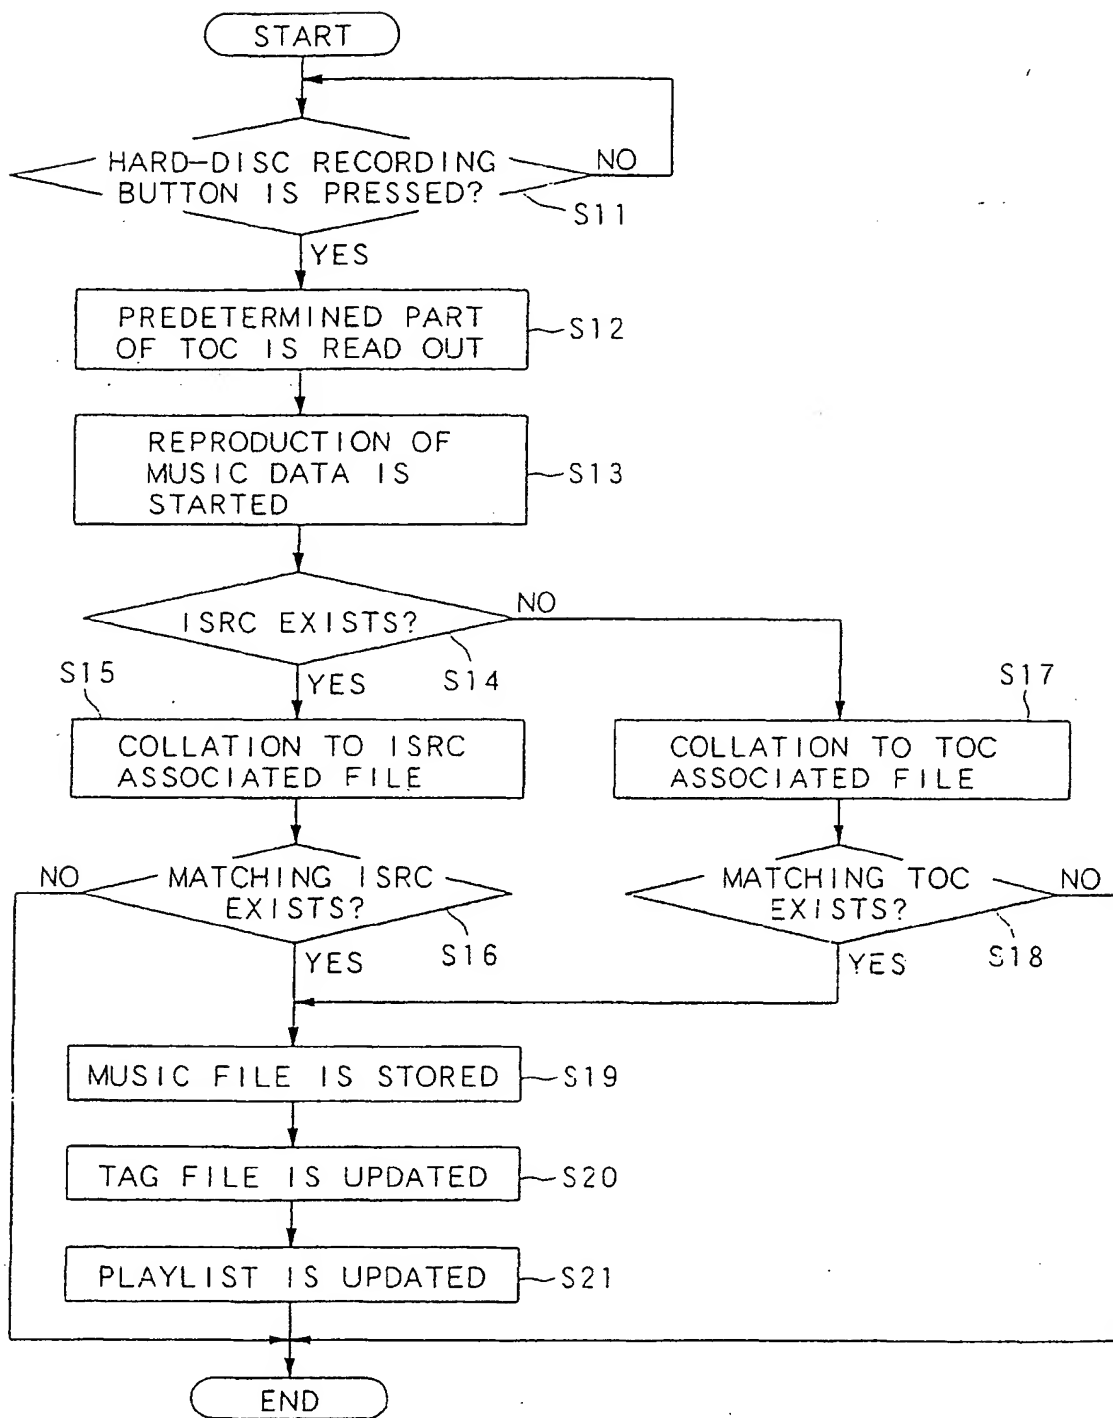 START
HARD-DISC RECORDING
BUTTON IS PRESSED?
NO
S11
YES
PREDETERMINED PART
OF TOC IS READ OUT
S12
REPRODUCTION OF
MUSIC DATA IS
STARTED
S13
ISRC EXISTS?
NO
S14
YES
S15
COLLATION TO ISRC
ASSOCIATED FILE
S17
COLLATION TO TOC
ASSOCIATED FILE
NO
MATCHING ISRC
EXISTS?
S16
YES
MATCHING TOC
EXISTS?
NO
S18
YES
MUSIC FILE IS STORED
S19
TAG FILE IS UPDATED
S20
PLAYLIST IS UPDATED
S21
END